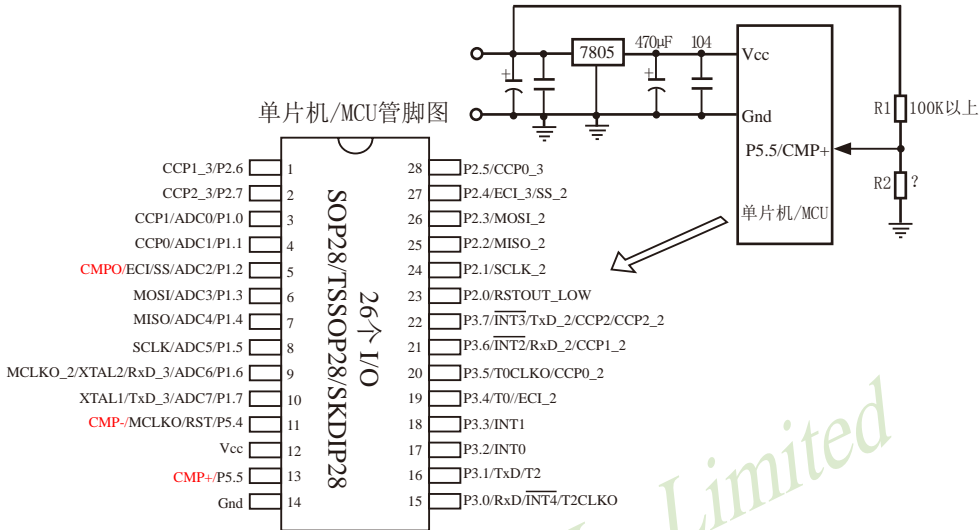 7805
470μF
104
Vcc
Gnd
P5.5/CMP+
单片机/MCU
R1
100K以上
R2
?
单片机/MCU管脚图
CCP1_3/P2.6
CCP2_3/P2.7
CCP1/ADC0/P1.0
CCP0/ADC1/P1.1
CMPO/ECI/SS/ADC2/P1.2
MOSI/ADC3/P1.3
MISO/ADC4/P1.4
SCLK/ADC5/P1.5
MCLKO_2/XTAL2/RxD_3/ADC6/P1.6
XTAL1/TxD_3/ADC7/P1.7
CMP-/MCLKO/RST/P5.4
Vcc
CMP+/P5.5
Gnd
1
2
3
4
5
6
7
8
9
10
11
12
13
14
SOP28/TSSOP28/SKDIP28
26个 I/O
28
27
26
25
24
23
22
21
20
19
18
17
16
15
P2.5/CCP0_3
P2.4/ECI_3/SS_2
P2.3/MOSI_2
P2.2/MISO_2
P2.1/SCLK_2
P2.0/RSTOUT_LOW
P3.7/INT3/TxD_2/CCP2/CCP2_2
P3.6/INT2/RxD_2/CCP1_2
P3.5/T0CLKO/CCP0_2
P3.4/T0//ECI_2
P3.3/INT1
P3.2/INT0
P3.1/TxD/T2
P3.0/RxD/INT4/T2CLKO
Limited